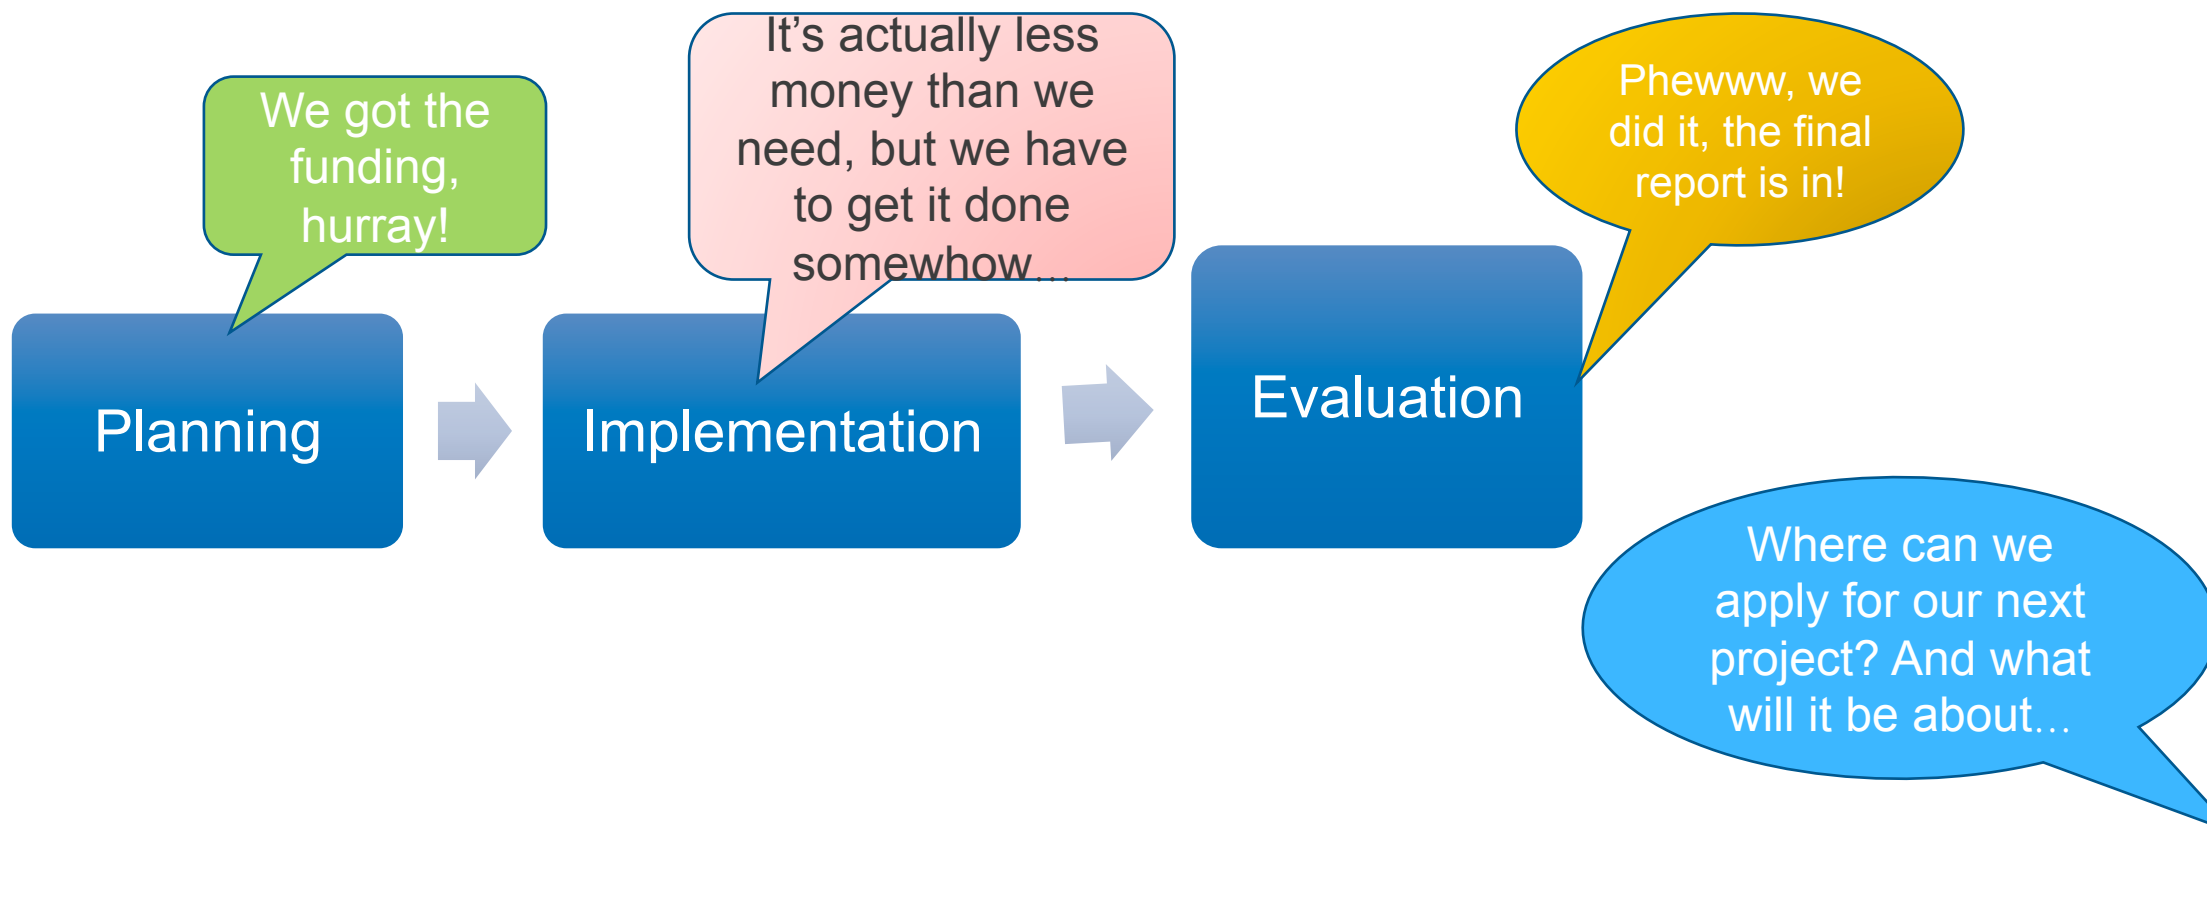 We got the
funding,
hurray!
It’s actually less
money than we
need, but we have
to get it done
somewhow…
Phewww, we
did it, the final
report is in!
Planning
Implementation
Evaluation
Where can we
apply for our next
project? And what
will it be about…